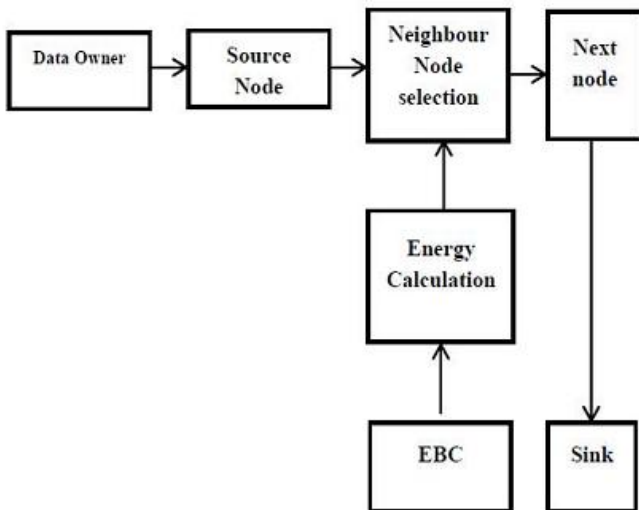 Data Owner
Source
Node
Neighbour
Node
selection
Next
node
Energy
Calculation
EBC
Sink